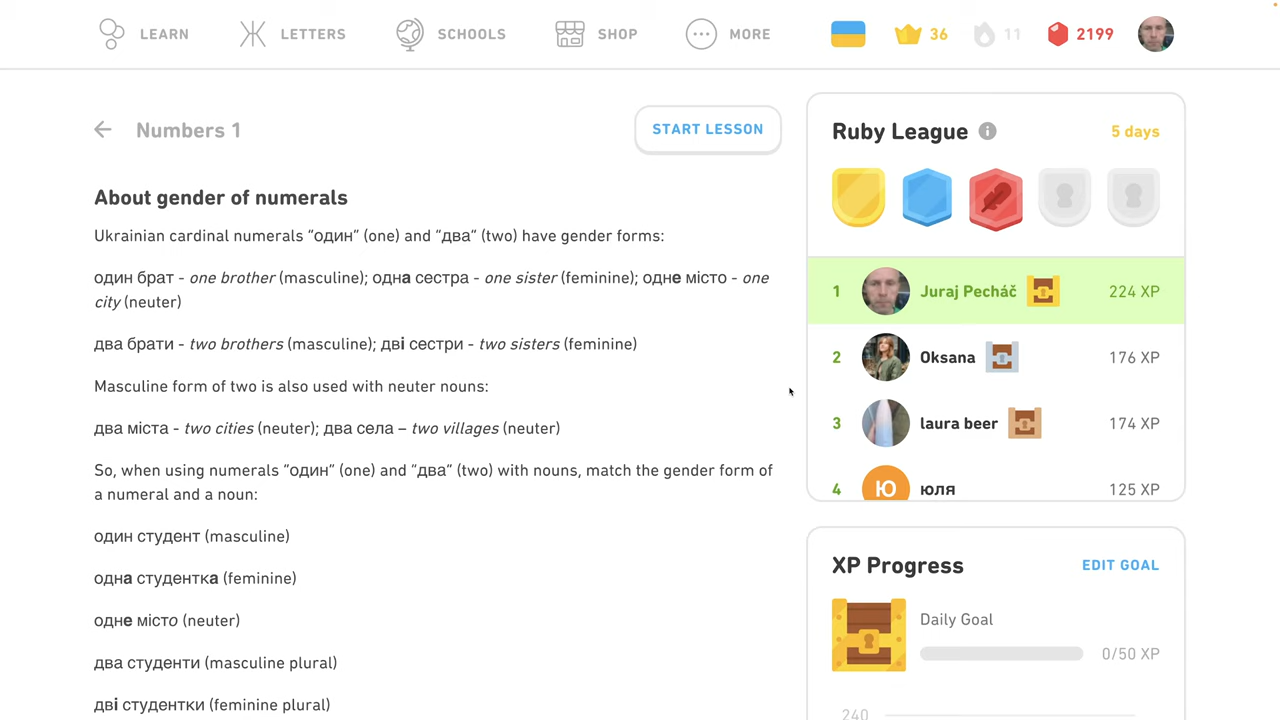 LEARN LETTERS SCHOOLS SHOP MORE 36 11 2199
Numbers 1
START LESSON
About gender of numerals
Ukrainian cardinal numerals “один” (one) and “два“ (two) have gender forms:
один брат - one brother (masculine); одна сестра - one sister (feminine); одне місто - one
city (neuter)
два брати - two brothers (masculine); дві сестри - two sisters (feminine)
Masculine form of two is also used with neuter nouns:
два міста - two cities (neuter); два села – two villages (neuter)
So, when using numerals “один” (one) and “два“ (two) with nouns, match the gender form of
a numeral and a noun:
один студент (masculine)
одна студентка (feminine)
одне місто (neuter)
два студенти (masculine plural)
дві студентки (feminine plural)
Ruby League 5 days
1 Juraj Pecháč 224 XP
2 Oksana 176 XP
3 laura beer 174 XP
4 Ю юля 125 XP
XP Progress EDIT GOAL
Daily Goal
0/50 XP
240